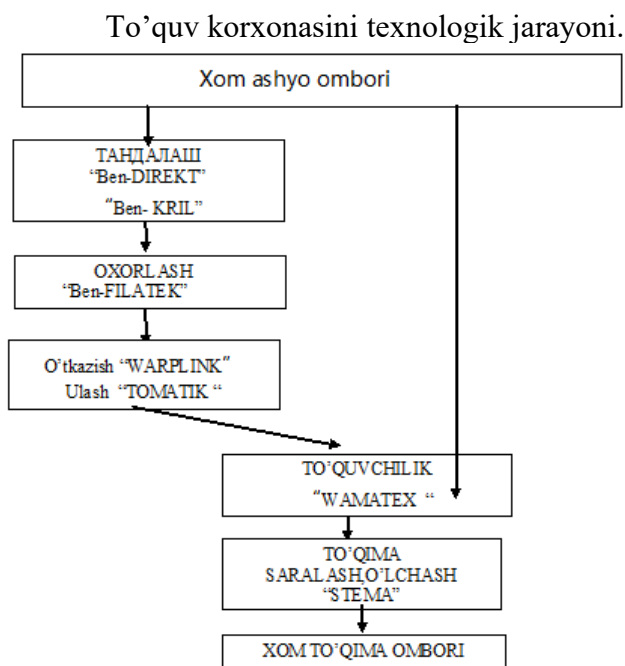 To’quv korxonasini texnologik jarayoni.
Xom ashyo ombori
ТАНДАЛАШ
“Ben-DIREKT”
“Ben- KRIL”
OXORLASH
“Ben-FILATEK”
O’tkazish “WARPLINK”
Ulash “TOMATIK “
TO’QUVCHILIK
“WAMATEX “
TO’QIMA
SARALASH,O’LCHASH
“STEMA”
XOM TO’QIMA OMBORI